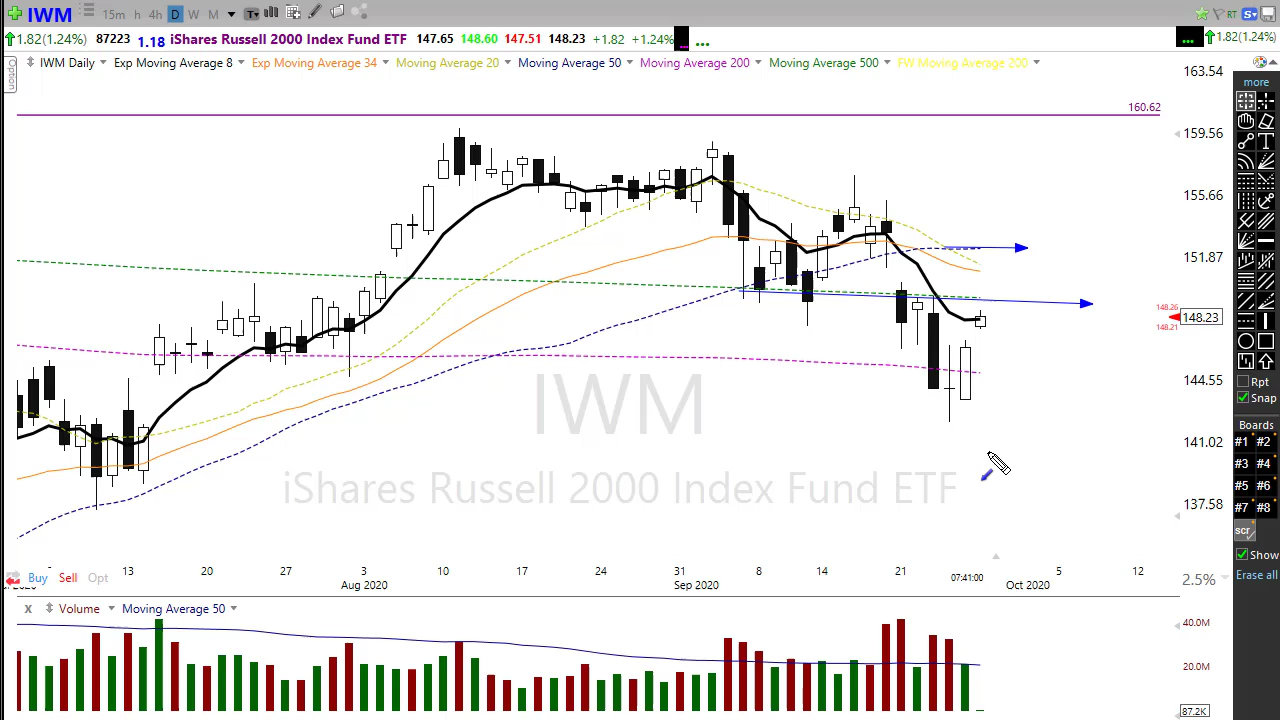 IWM 15m h 4h D W M T
1.82(1.24%) 87223 1.18 iShares Russell 2000 Index Fund ETF 147.65 148.60 147.51 148.23 +1.82 +1.24% ... ... ... 1.82(1.24%)
RT S
Option
IWM Daily Exp Moving Average 8 Exp Moving Average 34 Moving Average 20 Moving Average 50 Moving Average 200 Moving Average 500 FW Moving Average 200
163.54
more
160.62
159.56
155.66
151.87
148.26
148.23
148.21
144.55
141.02
137.58
IWM
iShares Russell 2000 Index Fund ETF
Rpt
Snap
Boards
#1 #2
#3 #4
#5 #6
#7 #8
scr
Show
Erase all
13 20 27 3 10 17 24 31 8 14 21 07:41:00 5 12
Aug 2020 Sep 2020 Oct 2020
Buy Sell Opt
2.5%
X Volume Moving Average 50
40.0M
20.0M
87.2K